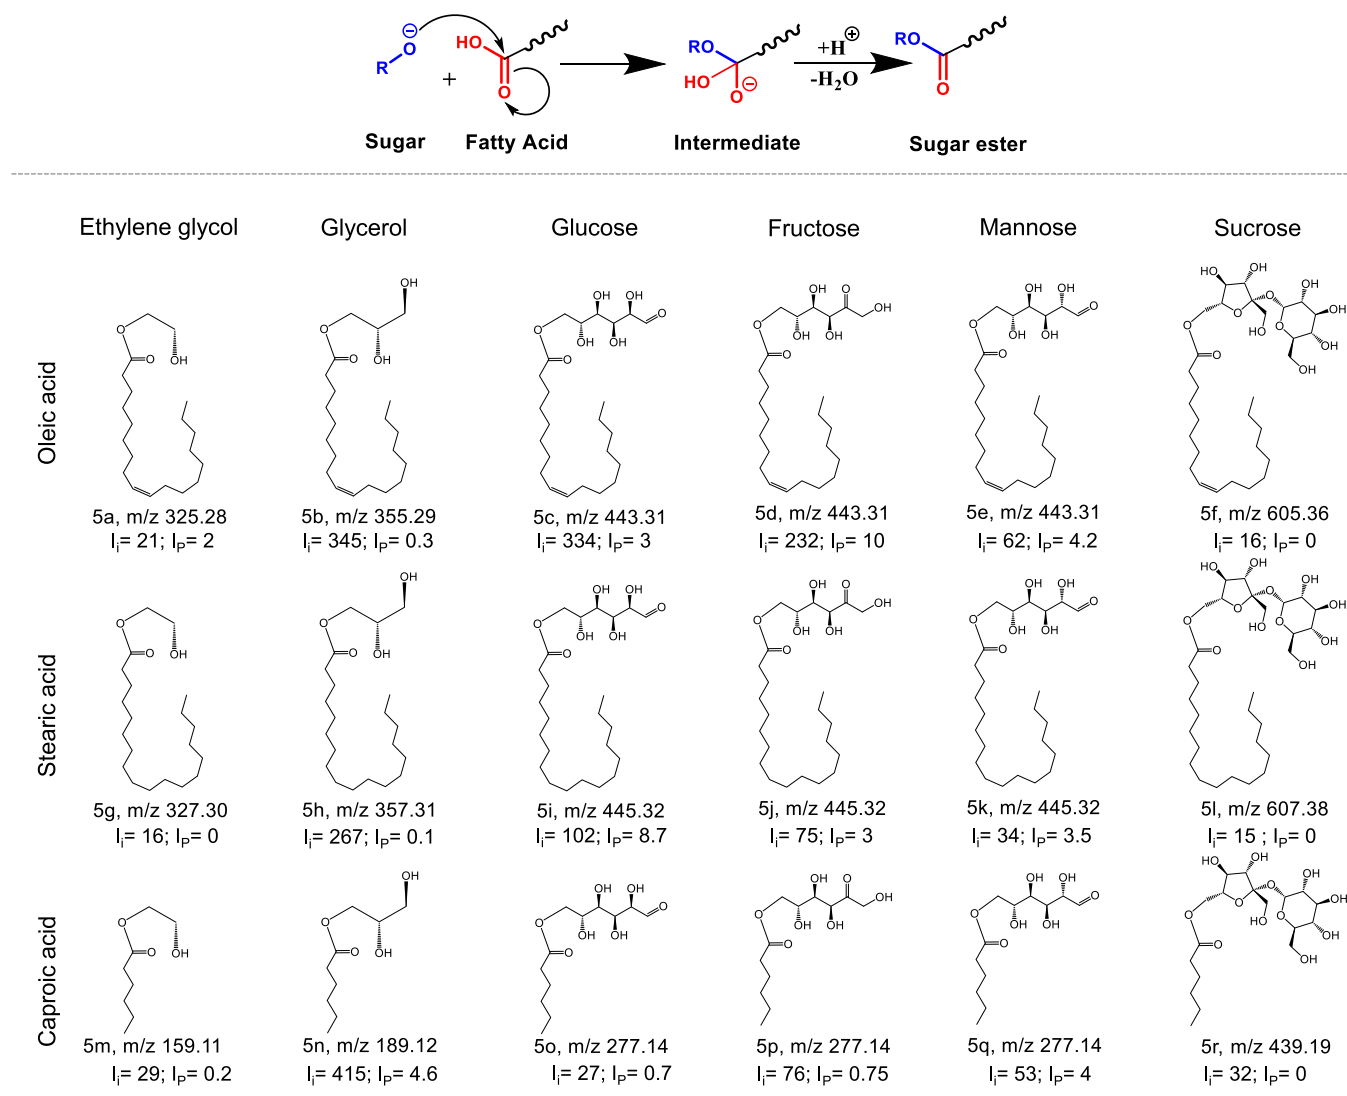 R O ⊖ + HO O
RO HO O ⊖
+H⊕
-H2O
RO O
Sugar Fatty Acid Intermediate Sugar ester
Ethylene glycol Glycerol Glucose Fructose Mannose Sucrose
Oleic acid
5a, m/z 325.28 5b, m/z 355.29 5c, m/z 443.31 5d, m/z 443.31 5e, m/z 443.31 5f, m/z 605.36
Ii= 21; IP= 2 Ii= 345; IP= 0.3 Ii= 334; IP= 3 Ii= 232; IP= 10 Ii= 62; IP= 4.2 Ii= 16; IP= 0
Stearic acid
5g, m/z 327.30 5h, m/z 357.31 5i, m/z 445.32 5j, m/z 445.32 5k, m/z 445.32 5l, m/z 607.38
Ii= 16; IP= 0 Ii= 267; IP= 0.1 Ii= 102; IP= 8.7 Ii= 75; IP= 3 Ii= 34; IP= 3.5 Ii= 15 ; IP= 0
Caproic acid
5m, m/z 159.11 5n, m/z 189.12 5o, m/z 277.14 5p, m/z 277.14 5q, m/z 277.14 5r, m/z 439.19
Ii= 29; IP= 0.2 Ii= 415; IP= 4.6 Ii= 27; IP= 0.7 Ii= 76; IP= 0.75 Ii= 53; IP= 4 Ii= 32; IP= 0